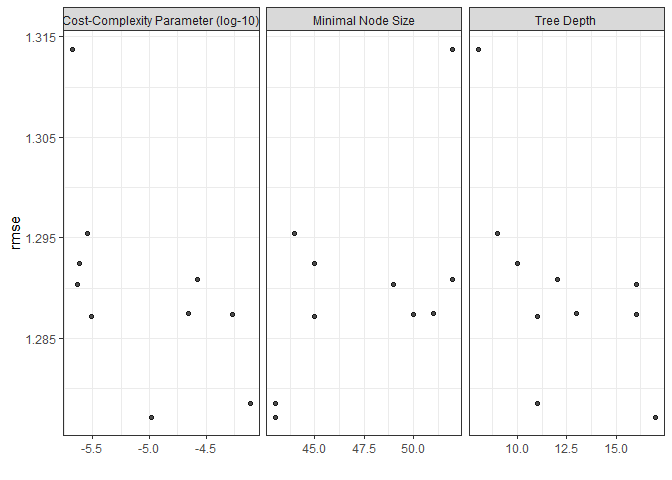 Cost-Complexity Parameter (log-10) Minimal Node Size Tree Depth
1.315
1.305
1.295
1.285
rmse
-5.5 -5.0 -4.5 45.0 47.5 50.0 10.0 12.5 15.0